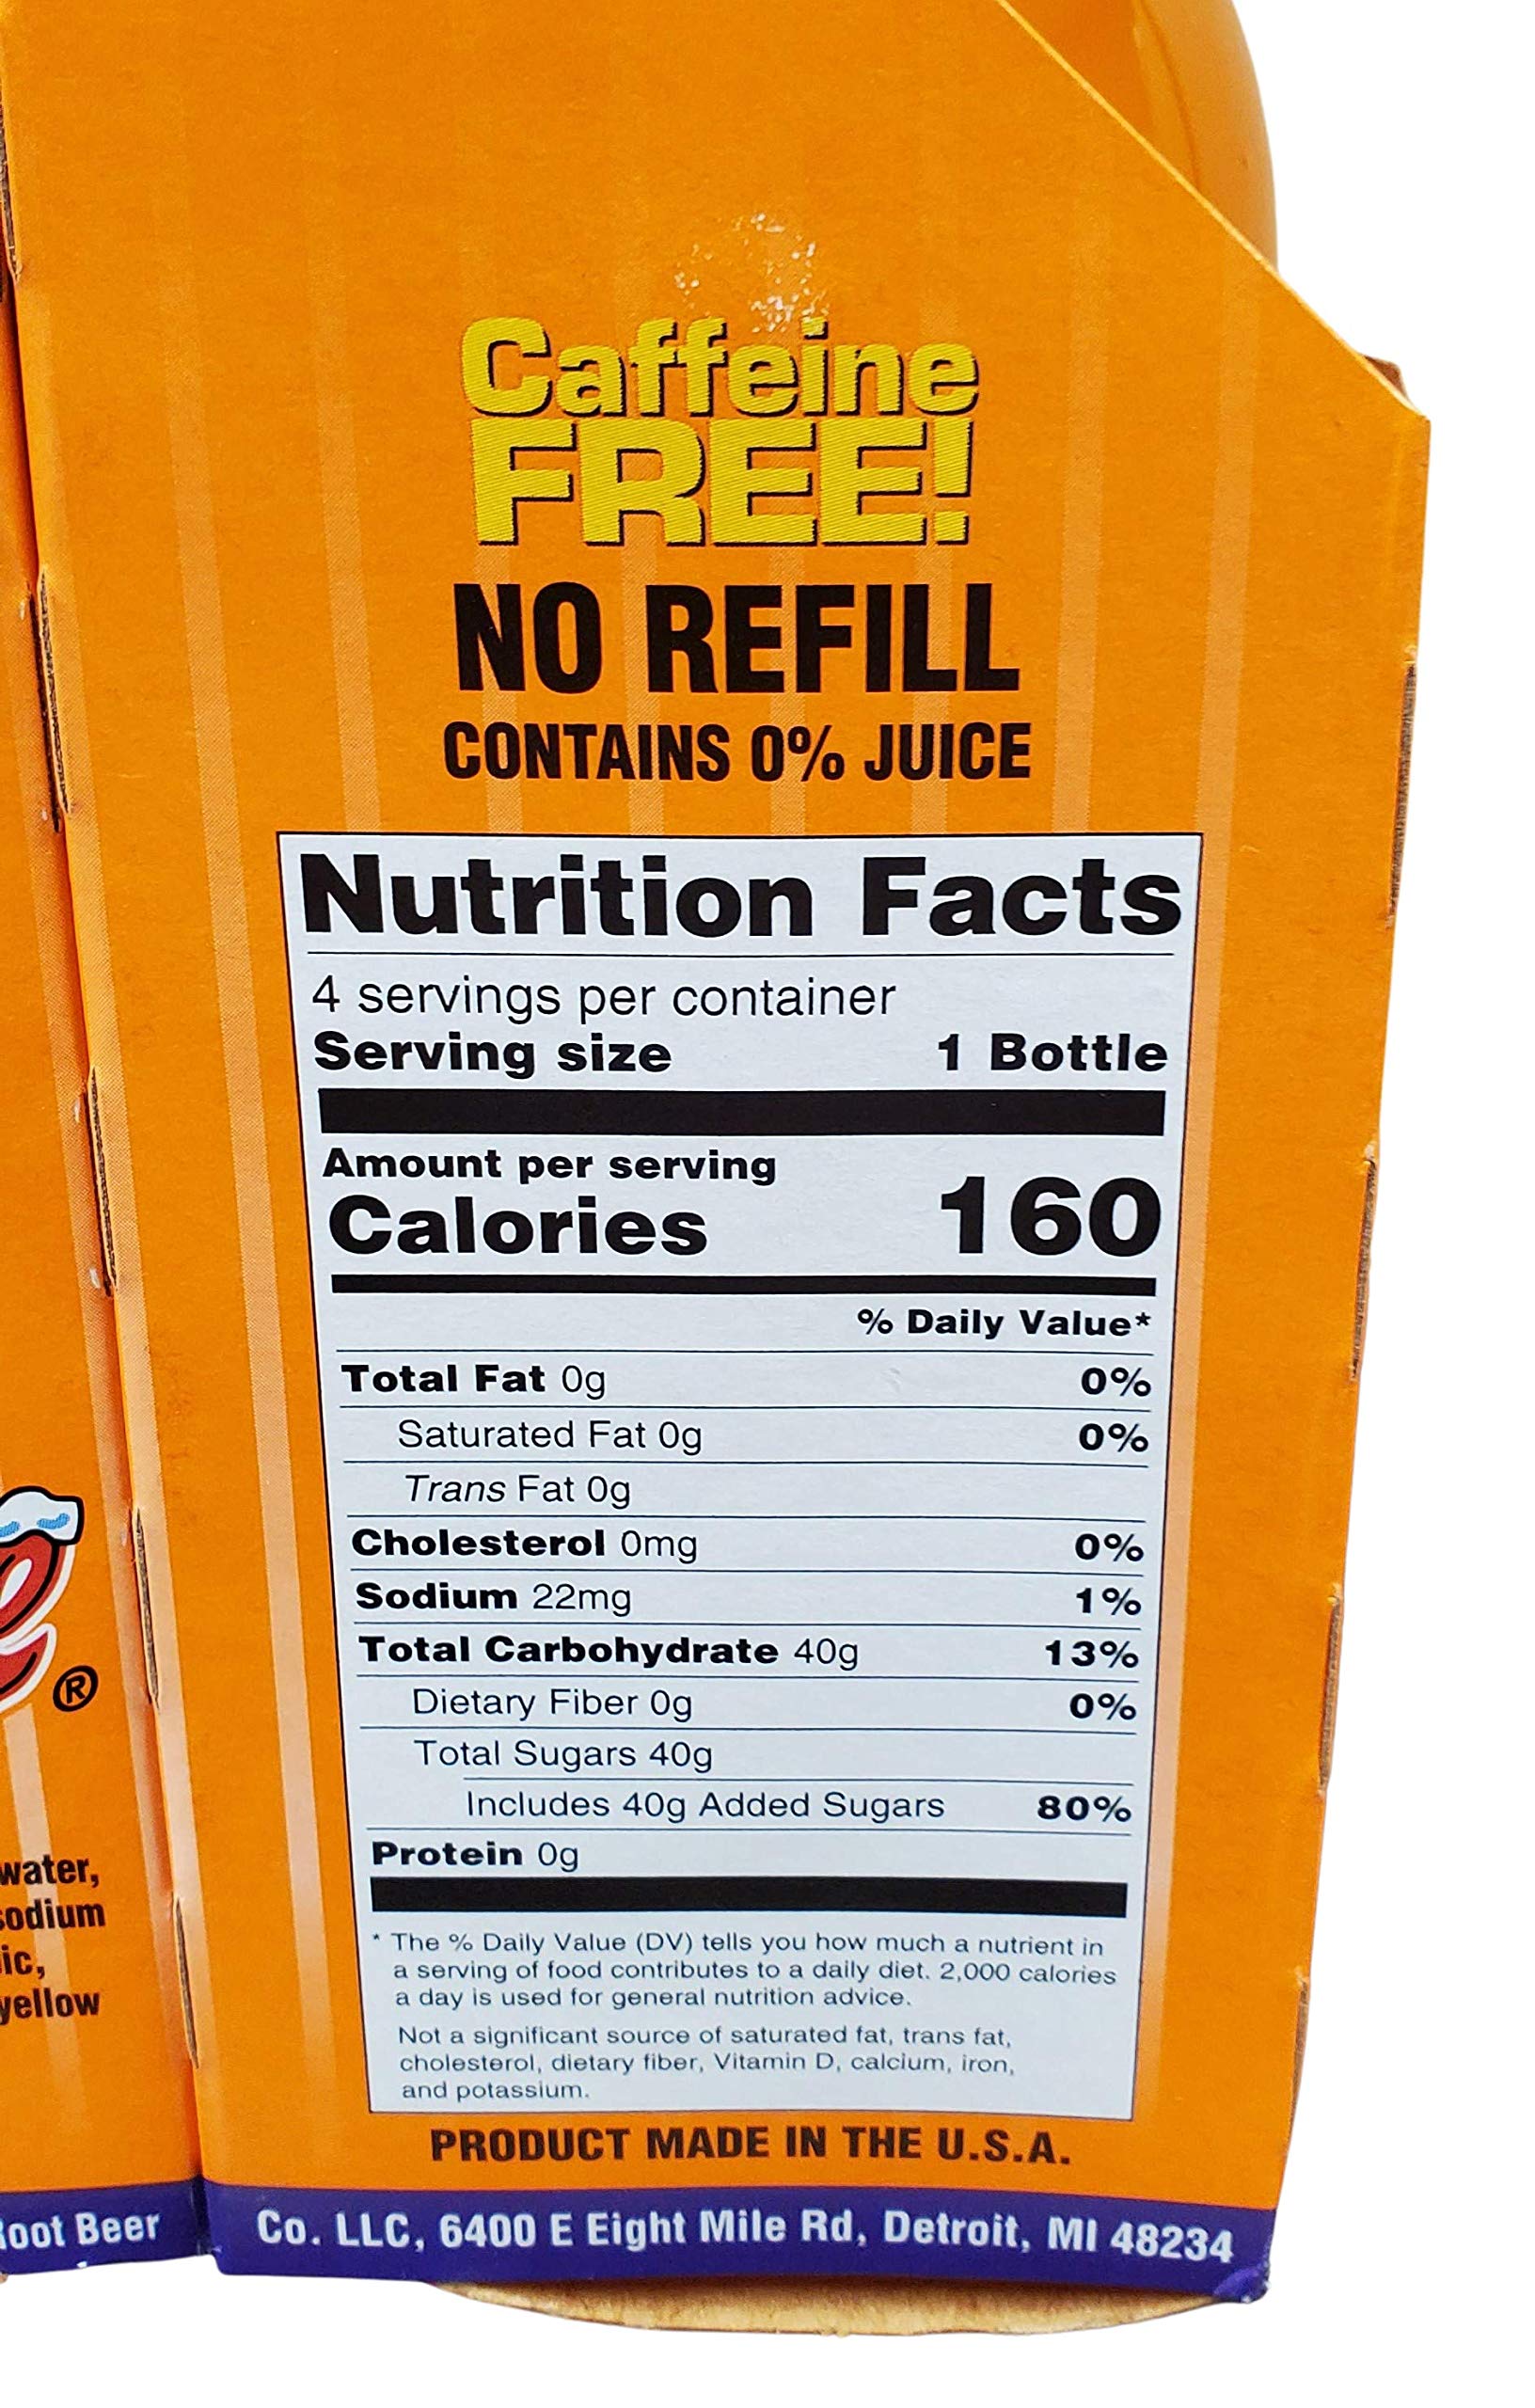 Caffeine
FREE!
NO REFILL
CONTAINS 0% JUICE
Nutrition Facts
4 servings per container
Serving size 1 Bottle
Amount per serving
Calories 160
% Daily Value*
Total Fat 0g 0%
Saturated Fat 0g 0%
Trans Fat 0g
Cholesterol 0mg 0%
Sodium 22mg 1%
Total Carbohydrate 40g 13%
Dietary Fiber 0g 0%
Total Sugars 40g
Includes 40g Added Sugars 80%
Protein 0g
* The % Daily Value (DV) tells you how much a nutrient in
a serving of food contributes to a daily diet. 2,000 calories
a day is used for general nutrition advice.
Not a significant source of saturated fat, trans fat,
cholesterol, dietary fiber, Vitamin D, calcium, iron,
and potassium.
PRODUCT MADE IN THE U.S.A.
Co. LLC, 6400 E Eight Mile Rd, Detroit, MI 48234
®
water,
sodium
yellow
Root Beer